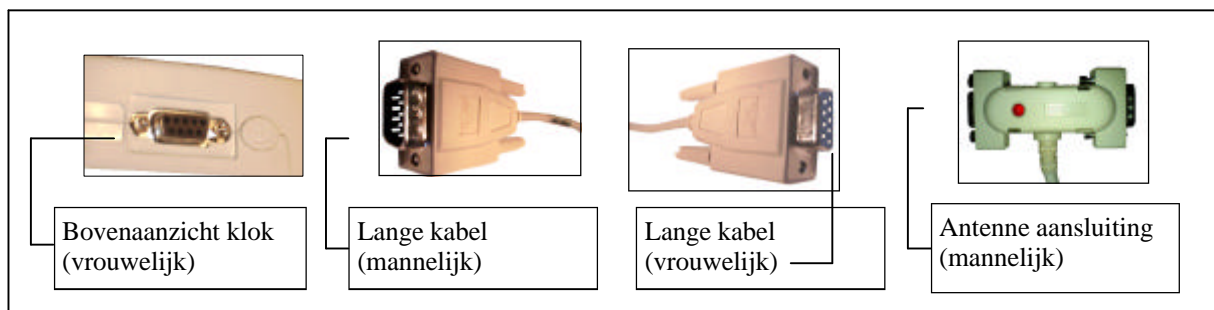 Bovenaanzicht klok
(vrouwelijk)
Lange kabel
(mannelijk)
Lange kabel
(vrouwelijk)
Antenne aansluiting
(mannelijk)